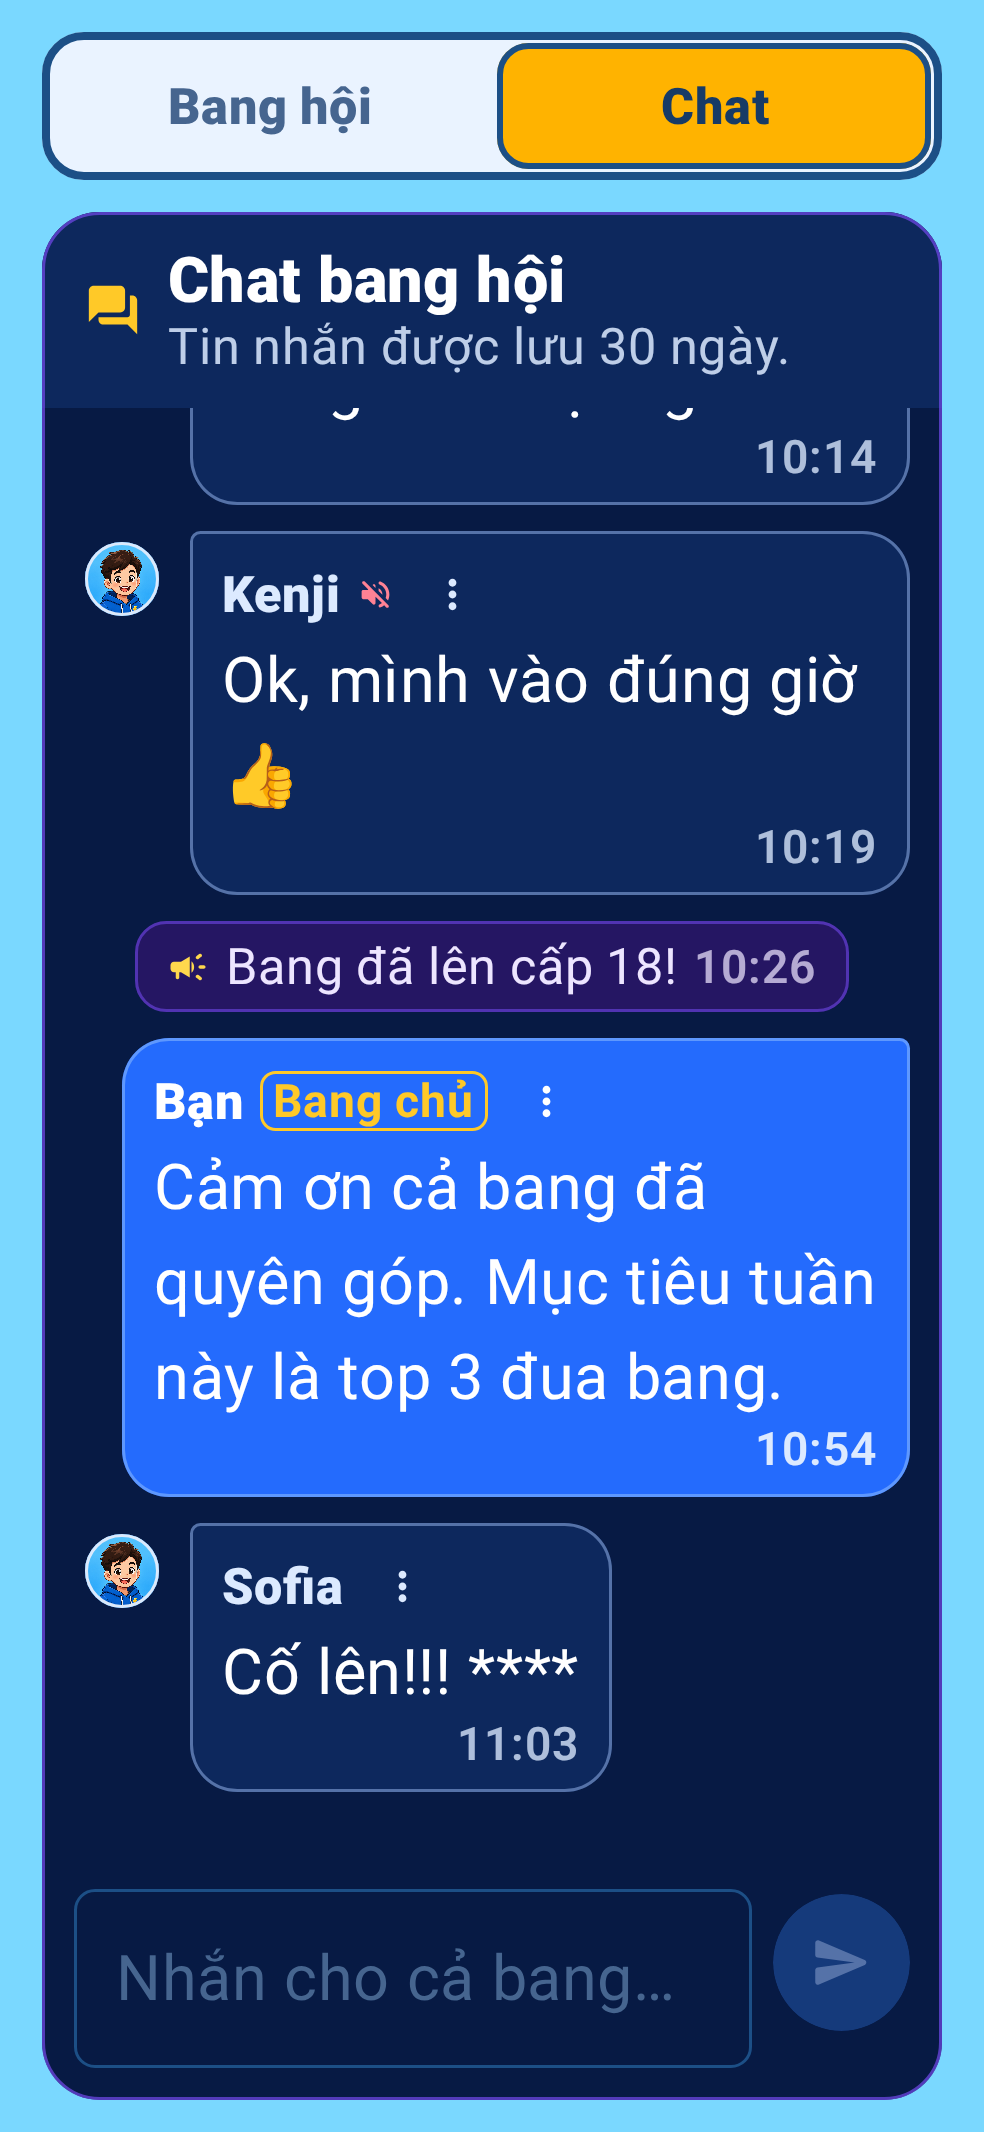 Bang hội
Chat
Chat bang hội
Tin nhắn được lưu 30 ngày.
10:14
Kenji
Ok, mình vào đúng giờ
👍
10:19
Bang đã lên cấp 18! 10:26
Bạn Bang chủ
Cảm ơn cả bang đã
quyên góp. Mục tiêu tuần
này là top 3 đua bang.
10:54
Sofia
Cố lên!!! ****
11:03
Nhắn cho cả bang...